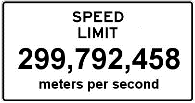 SPEED
LIMIT
299,792,458
meters per second